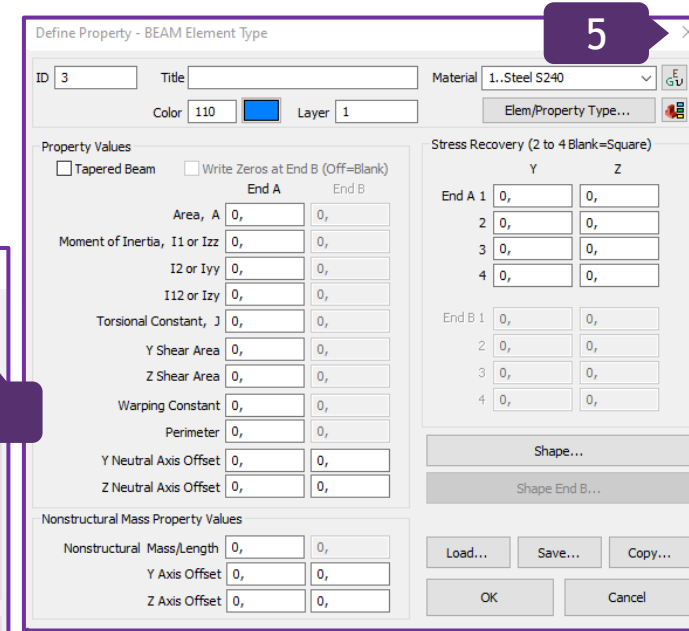 5
Define Property - BEAM Element Type
ID 3 Title Material 1..Steel S240
Color 110 Layer 1 Elem/Property Type...
Property Values
Tapered Beam Write Zeros at End B (Off=Blank)
End A End B
Area, A 0, 0,
Moment of Inertia, I1 or Izz 0, 0,
I2 or Iyy 0, 0,
I12 or Izy 0, 0,
Torsional Constant, J 0, 0,
Y Shear Area 0, 0,
Z Shear Area 0, 0,
Warping Constant 0, 0,
Perimeter 0, 0,
Y Neutral Axis Offset 0, 0,
Z Neutral Axis Offset 0, 0,
Nonstructural Mass Property Values
Nonstructural Mass/Length 0, 0,
Y Axis Offset 0, 0,
Z Axis Offset 0, 0,
Stress Recovery (2 to 4 Blank=Square)
Y Z
End A 1 0, 0,
2 0, 0,
3 0, 0,
4 0, 0,
End B 1 0, 0,
2 0, 0,
3 0, 0,
4 0, 0,
Shape...
Shape End B...
Load... Save... Copy...
OK Cancel